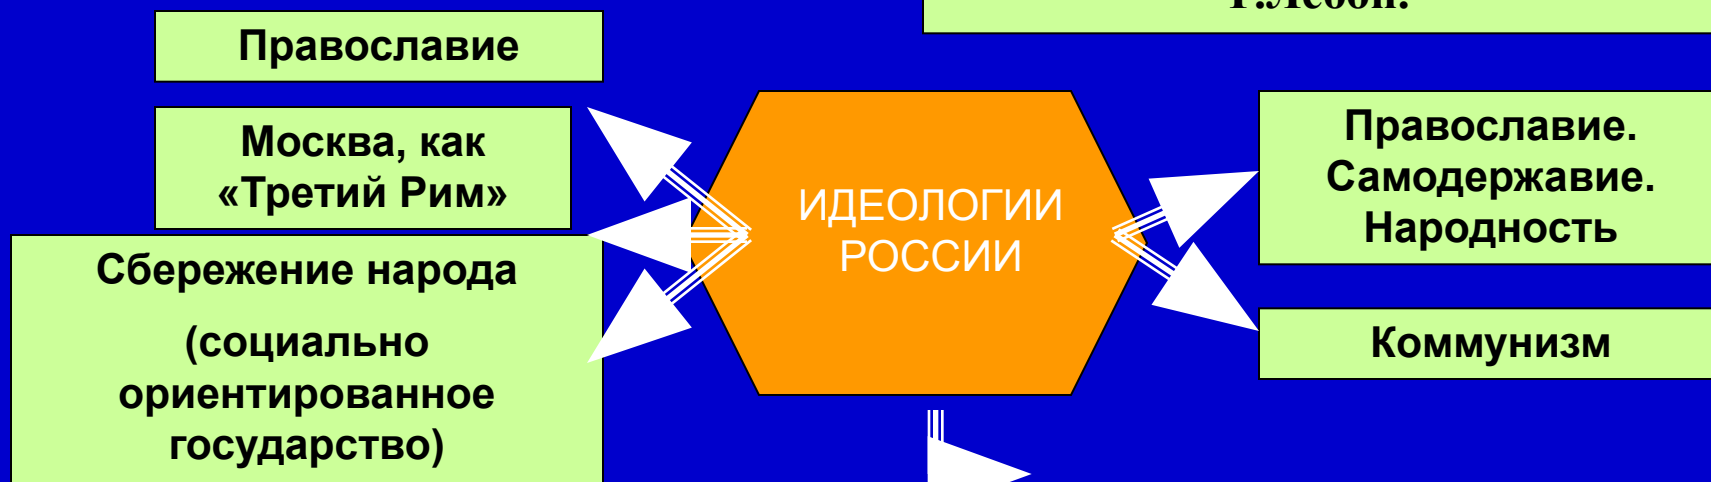 Православие
Москва, как
«Третий Рим»
Сбережение народа
(социально
ориентированное
государство)
ИДЕОЛОГИИ
РОССИИ
Православие.
Самодержавие.
Народность
Коммунизм